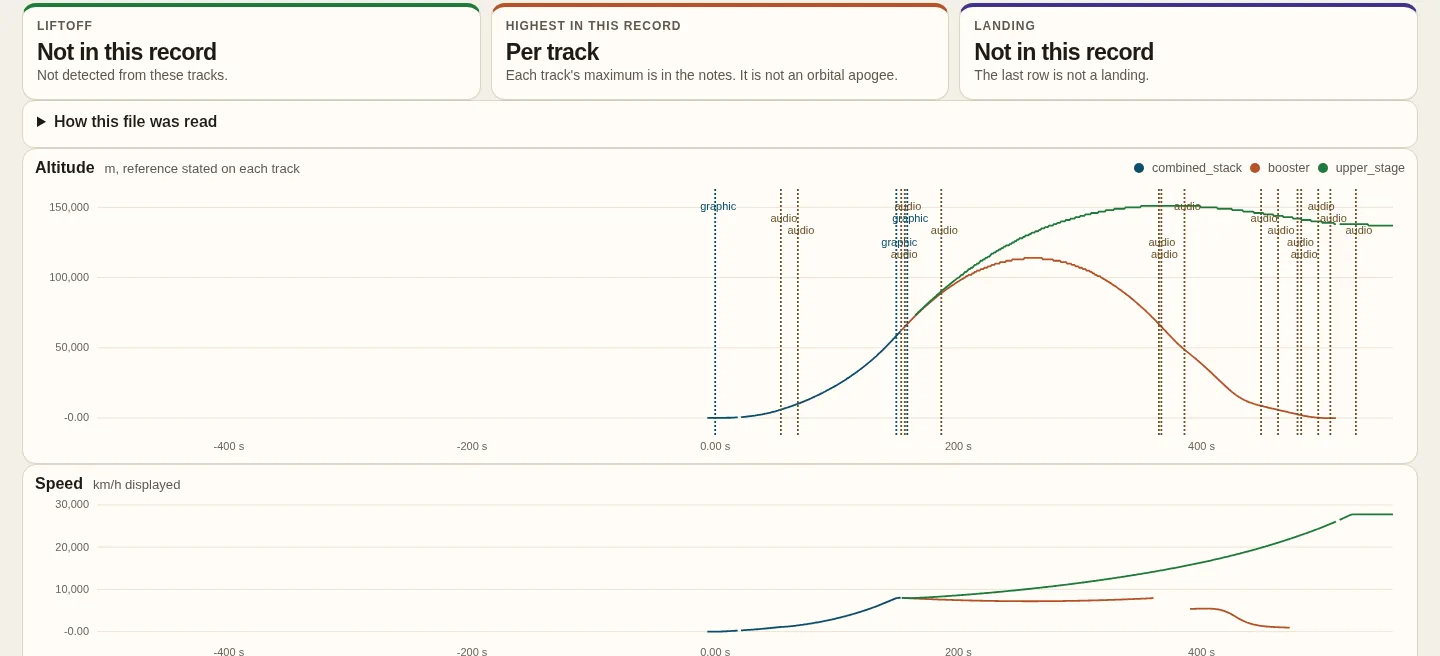 LIFTOFF
Not in this record
Not detected from these tracks.
HIGHEST IN THIS RECORD
Per track
Each track's maximum is in the notes. It is not an orbital apogee.
LANDING
Not in this record
The last row is not a landing.
▶ How this file was read
Altitude m, reference stated on each track
combined_stack booster upper_stage
150,000
100,000
50,000
-0.00
graphic
audio
audio
audio
graphic
graphic
audio
audio
audio
audio
audio
audio
audio
audio
audio
audio
audio
audio
-400 s -200 s 0.00 s 200 s 400 s
Speed km/h displayed
30,000
20,000
10,000
-0.00
-400 s -200 s 0.00 s 200 s 400 s